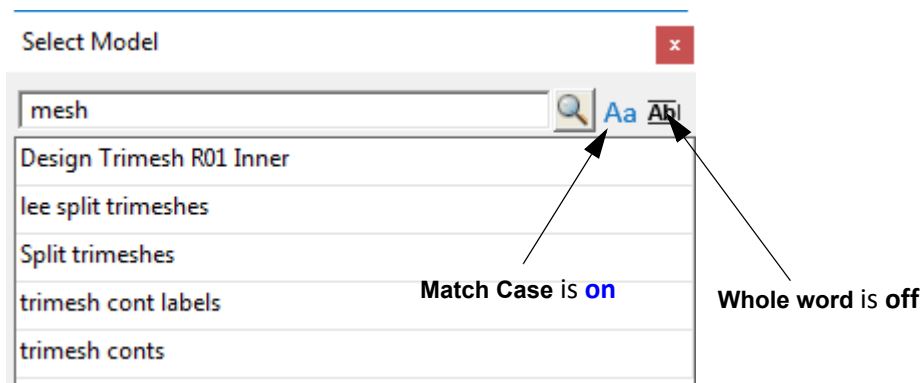 Select Model
x
mesh
Aa Abl
Design Trimesh R01 Inner
lee split trimeshes
Split trimeshes
trimesh cont labels
Match Case is on
Whole word is off
trimesh conts